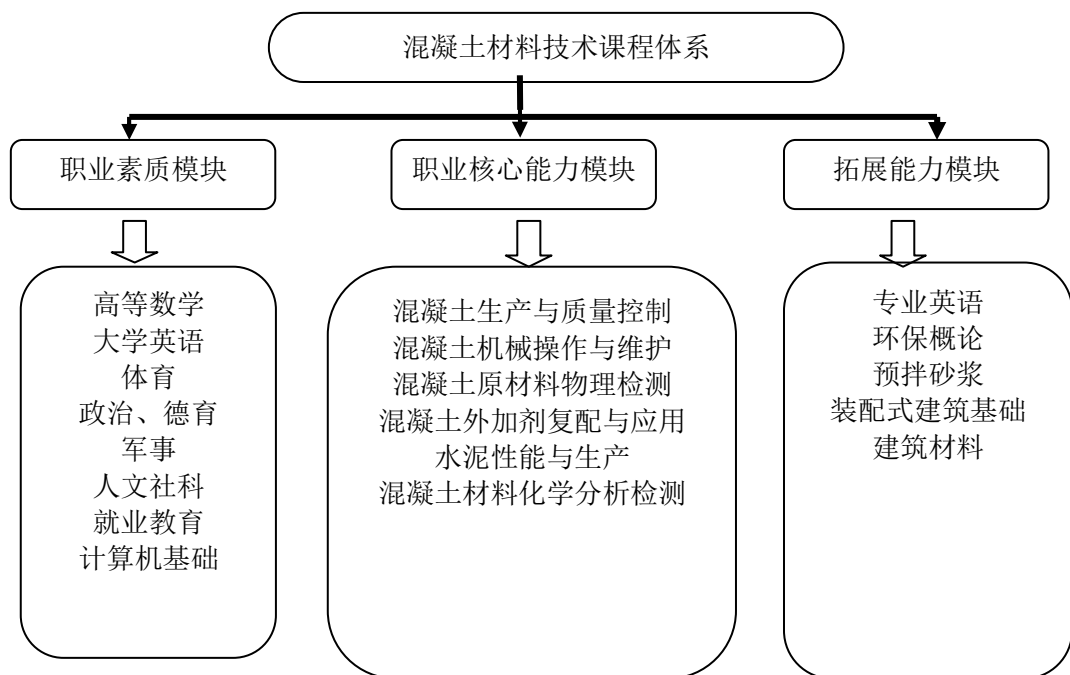 混凝土材料技术课程体系
职业素质模块
职业核心能力模块
拓展能力模块
高等数学
大学英语
体育
政治、德育
军事
人文社科
就业教育
计算机基础
混凝土生产与质量控制
混凝土机械操作与维护
混凝土原材料物理检测
混凝土外加剂复配与应用
水泥性能与生产
混凝土材料化学分析检测
专业英语
环保概论
预拌砂浆
装配式建筑基础
建筑材料